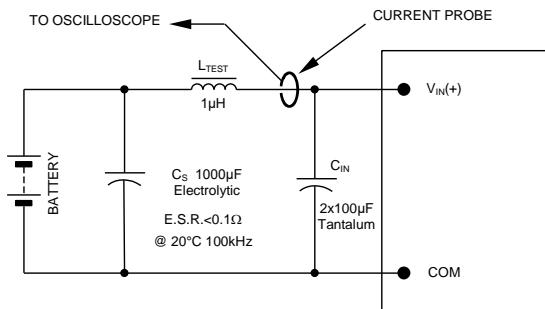 TO OSCILLOSCOPE
CURRENT PROBE
LTEST
1µH
VIN(+)
BATTERY
CS 1000µF
Electrolytic
E.S.R.<0.1Ω
@ 20°C 100kHz
CIN
2x100µF
Tantalum
COM